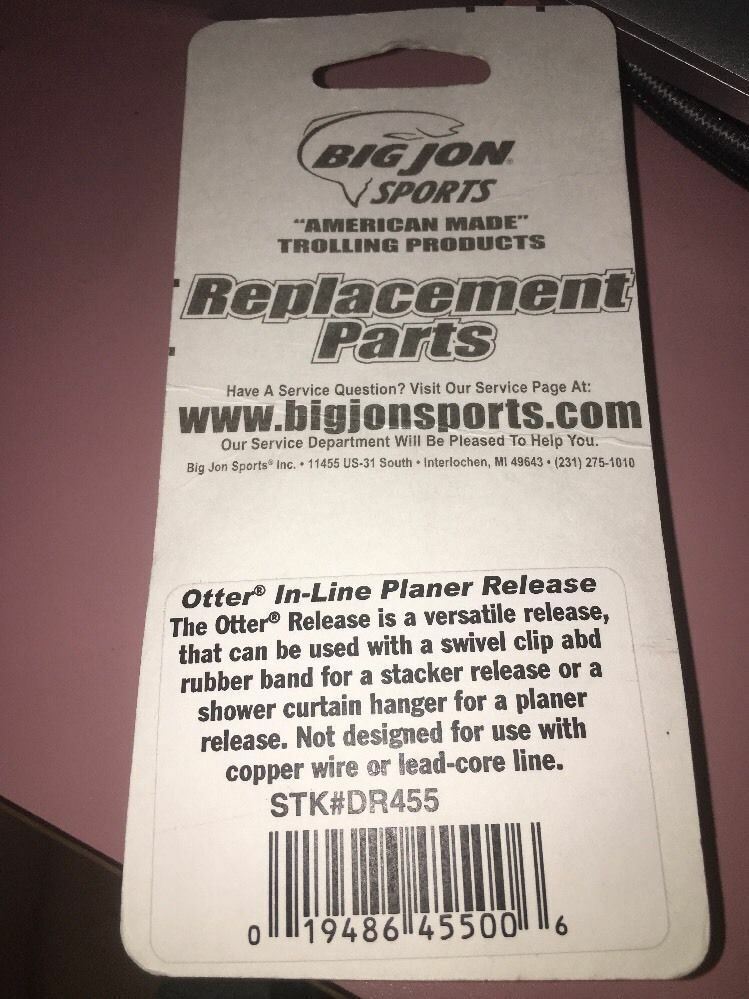 BIG JON
SPORTS
"AMERICAN MADE"
TROLLING PRODUCTS
Replacement
Parts
Have A Service Question? Visit Our Service Page At:
www.bigjonsports.com
Our Service Department Will Be Pleased To Help You.
Big Jon Sports® Inc. • 11455 US-31 South • Interlochen, MI 49643 • (231) 275-1010
Otter® In-Line Planer Release
The Otter® Release is a versatile release,
that can be used with a swivel clip abd
rubber band for a stacker release or a
shower curtain hanger for a planer
release. Not designed for use with
copper wire or lead-core line.
STK#DR455
0 19486 45500 6